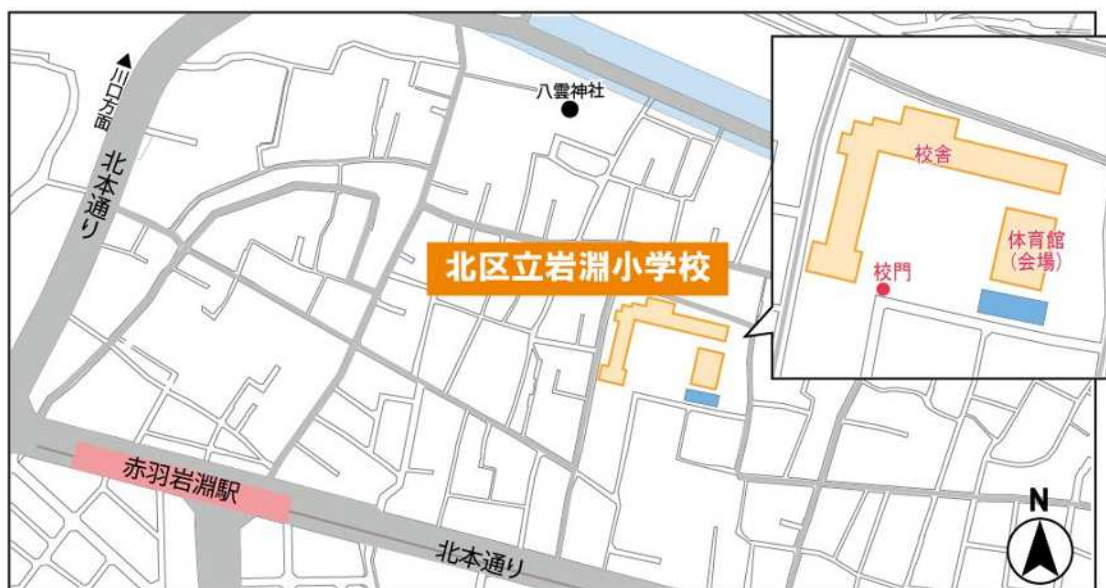 ▲川口方面
北本通り
八雲神社
北区立岩淵小学校
校舎
体育館
(会場)
校門
赤羽岩淵駅
北本通り
N